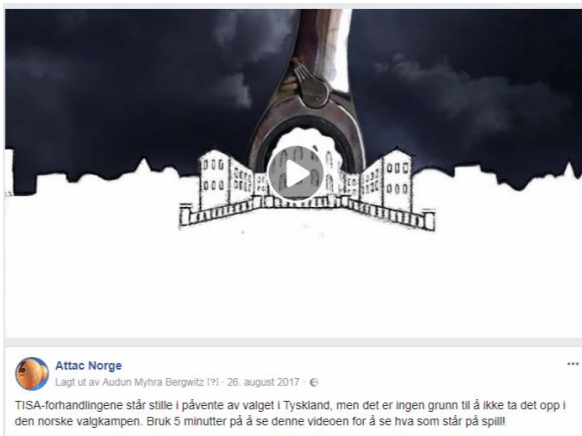 Attac Norge
Lagt ut av Audun Myhra Bergwitz [?] · 26. august 2017 ·
TISA-forhandlingene står stille i påvente av valget i Tyskland, men det er ingen grunn til å ikke ta det opp i
den norske valgkampen. Bruk 5 minutter på å se denne videoen for å se hva som står på spill!